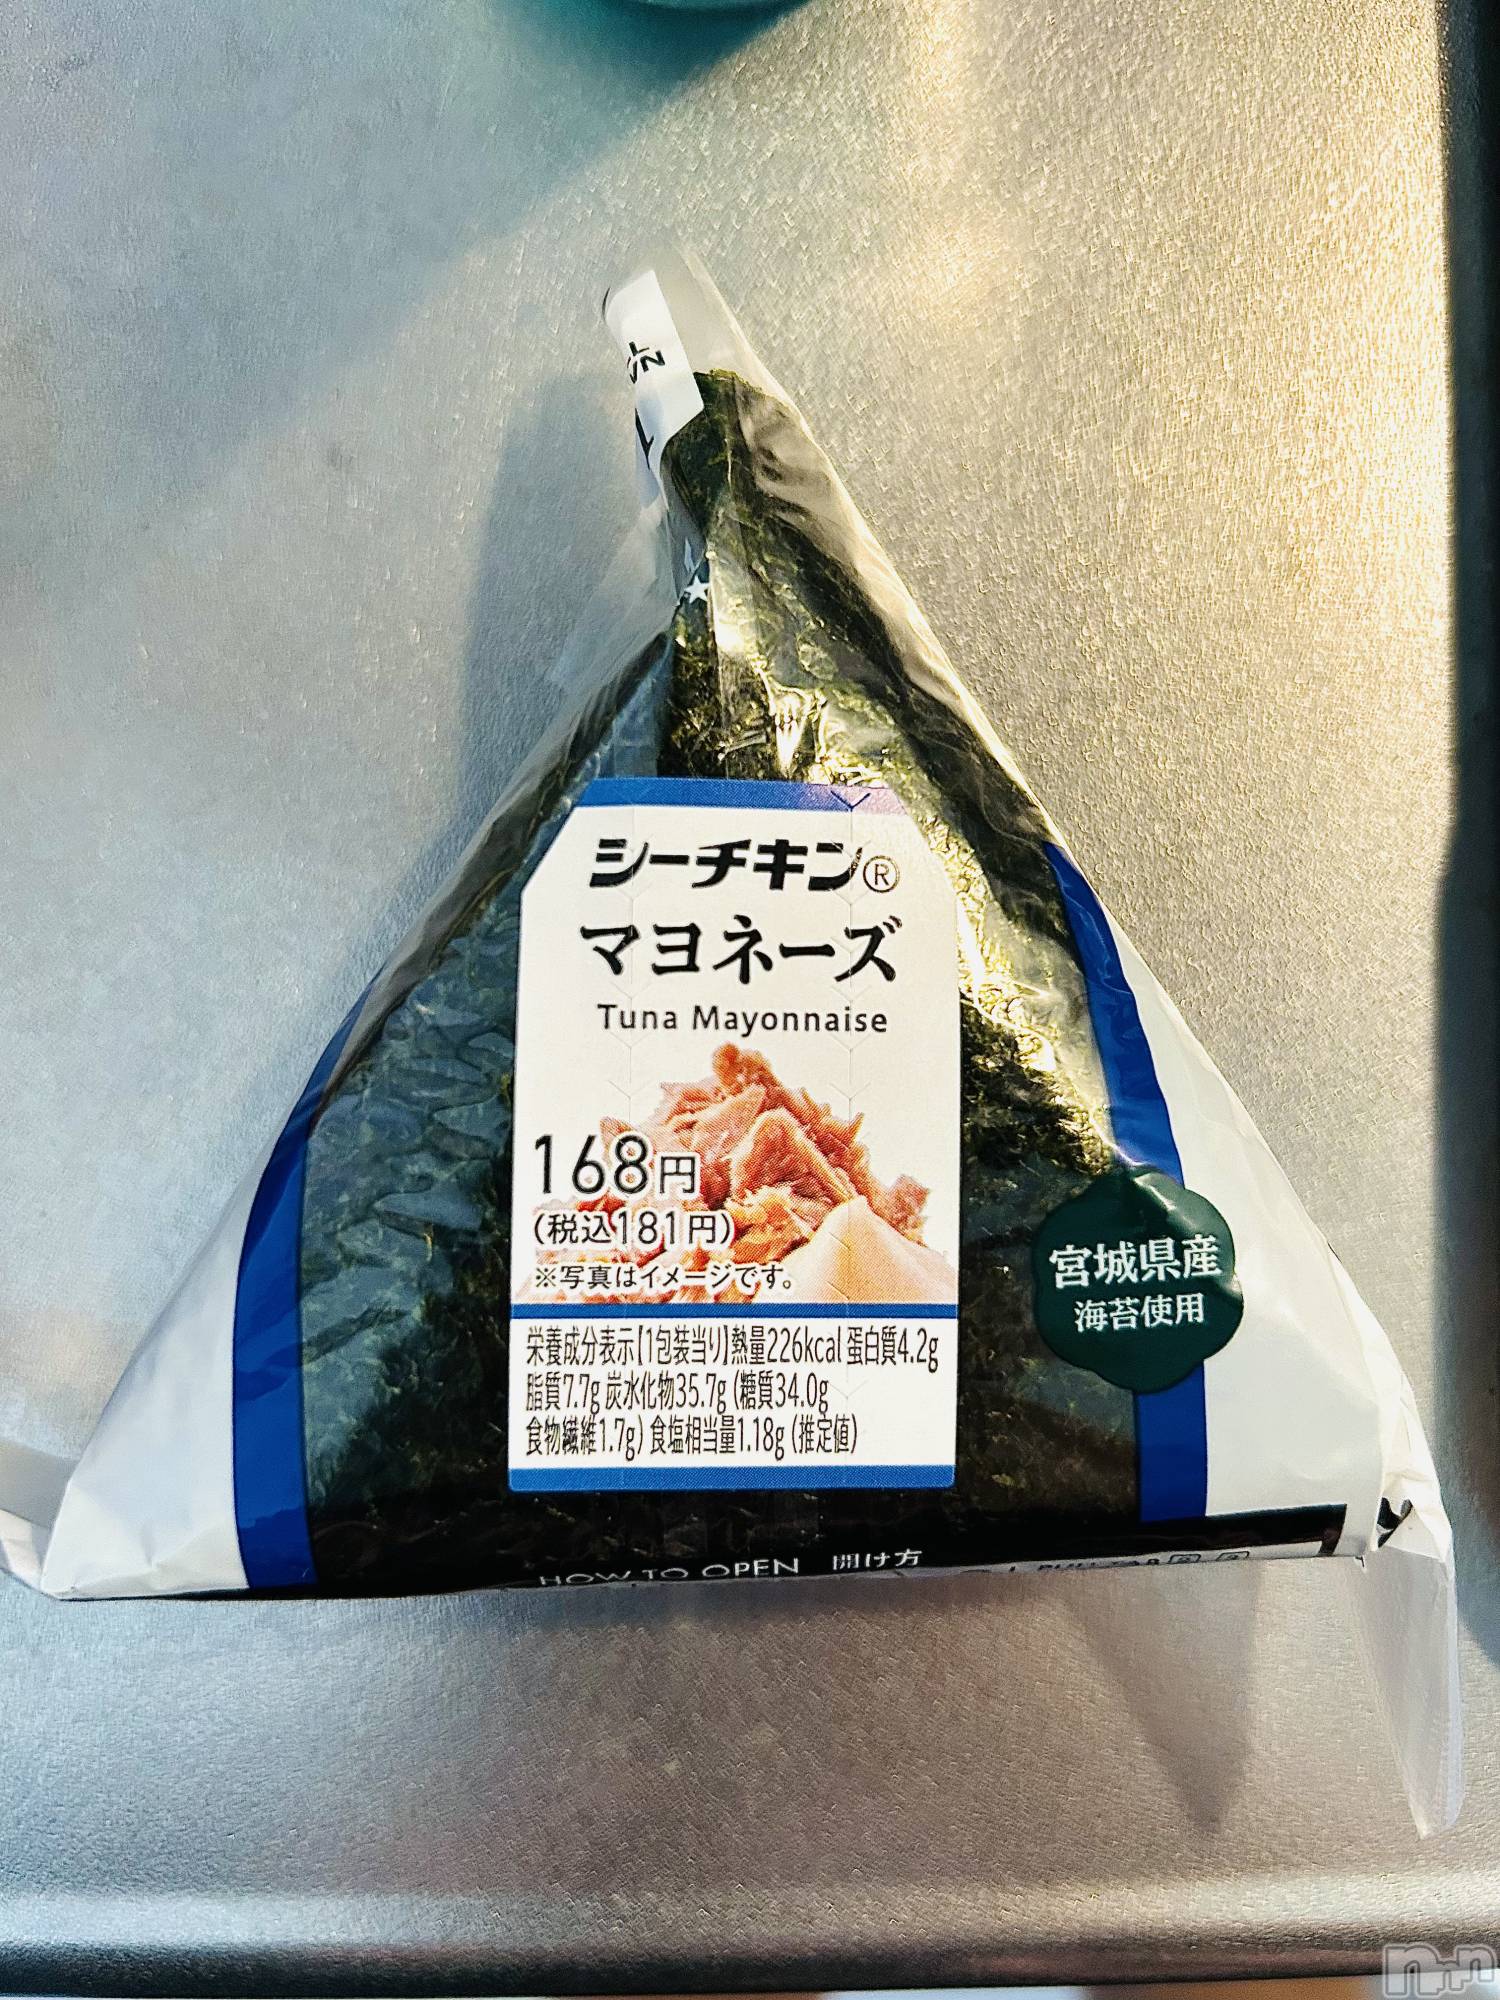 シーチキン®
マヨネーズ
Tuna Mayonnaise
168円
(税込181円)
※写真はイメージです。
栄養成分表示【1包装当り】熱量226kcal 蛋白質4.2g
脂質7.7g 炭水化物35.7g (糖質34.0g
食物繊維1.7g) 食塩相当量1.18g (推定値)
宮城県産
海苔使用
HOW TO OPEN 開け方